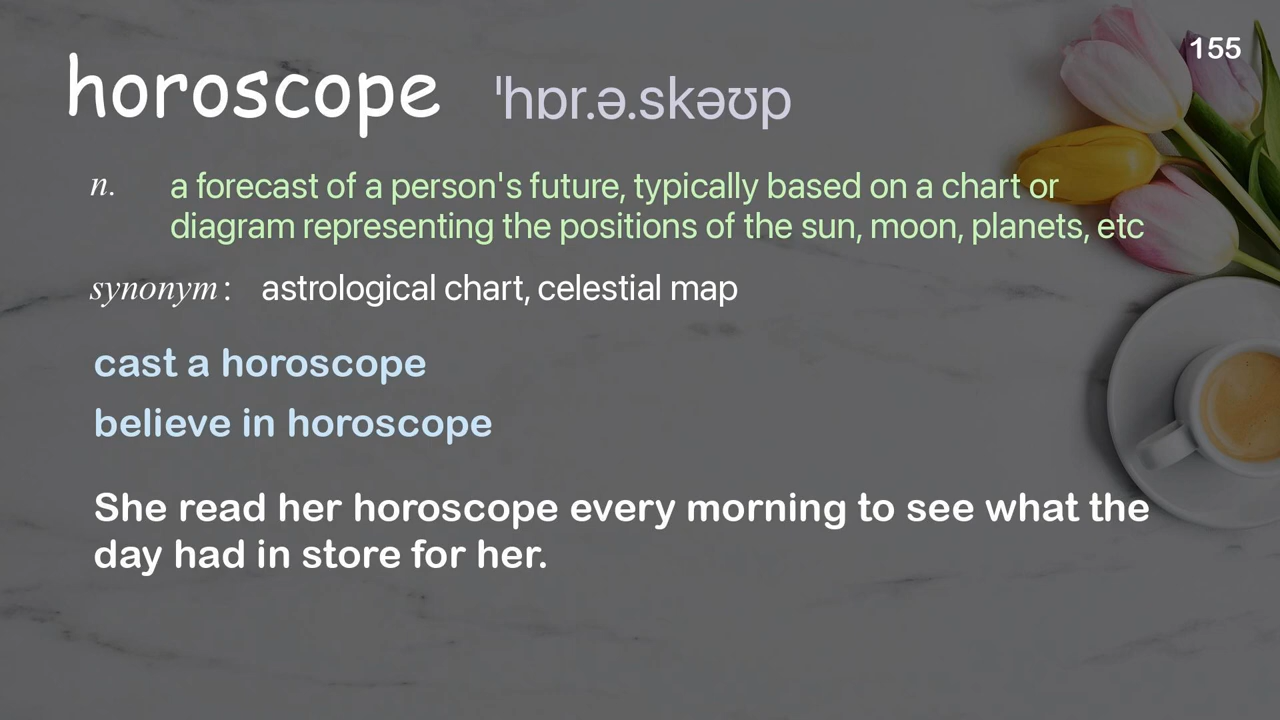 155
horoscope ˈhɒr.ə.skəʊp
n. a forecast of a person's future, typically based on a chart or
diagram representing the positions of the sun, moon, planets, etc
synonym: astrological chart, celestial map
cast a horoscope
believe in horoscope
She read her horoscope every morning to see what the
day had in store for her.